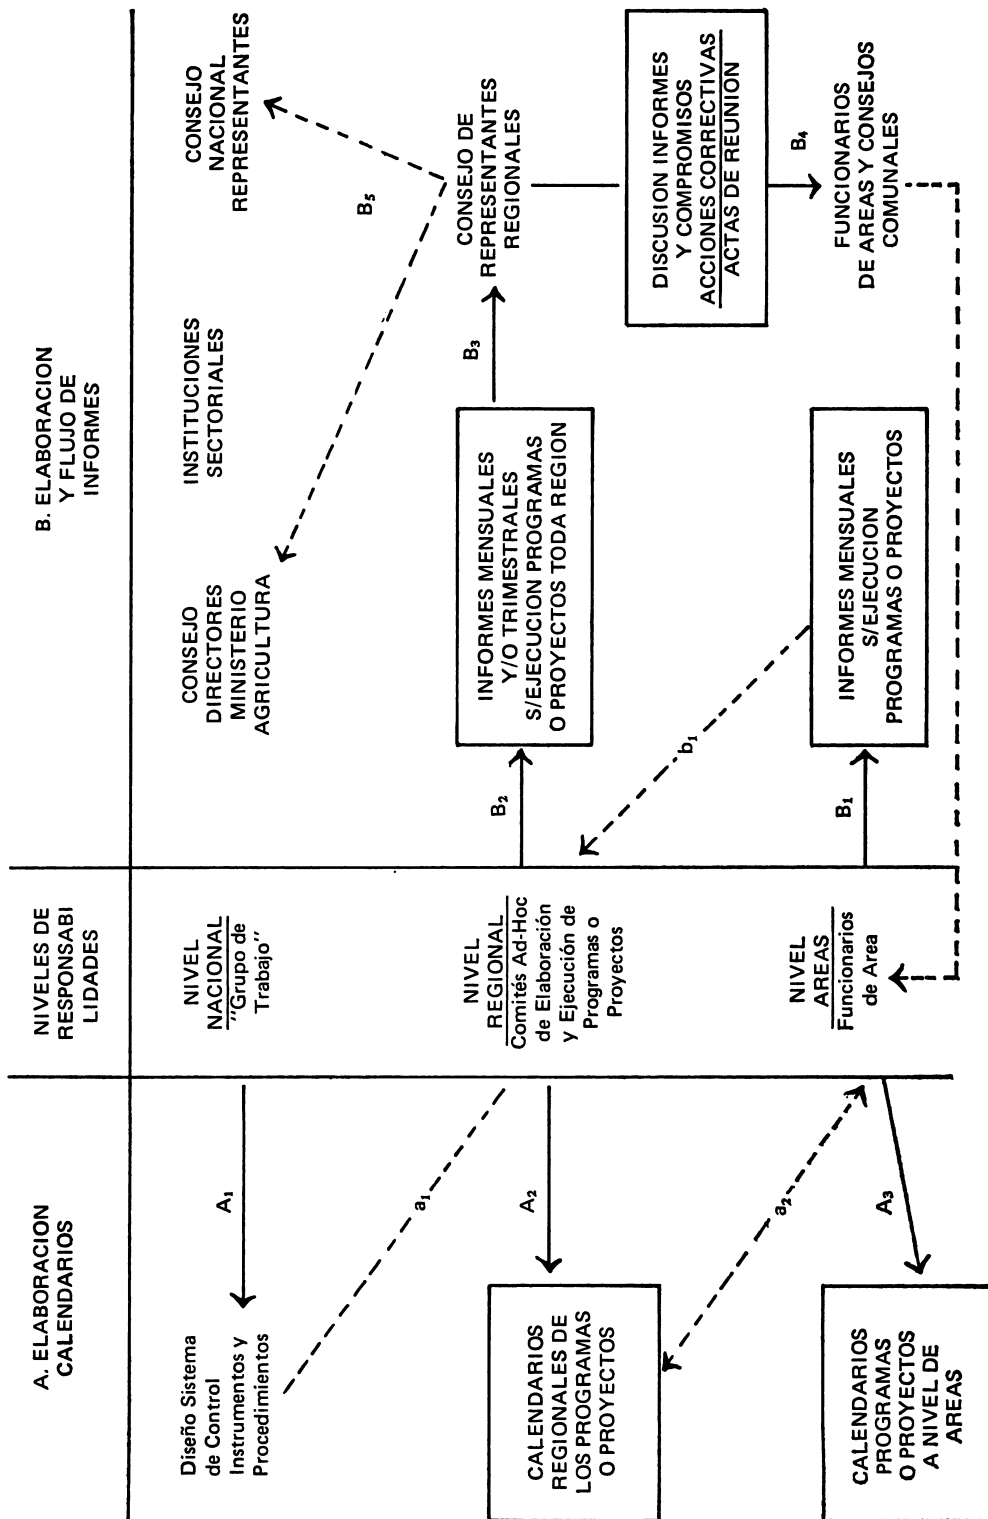 A. ELABORACION
CALENDARIOS
NIVELES DE
RESPONSABI
LIDADES
B. ELABORACION
Y FLUJO DE
INFORMES
Diseño Sistema
de Control
Instrumentos y
Procedimientos
A₁
NIVEL
NACIONAL
"Grupo de
Trabajo"
CONSEJO
DIRECTORES
MINISTERIO
AGRICULTURA
INSTITUCIONES
SECTORIALES
CONSEJO
NACIONAL
REPRESENTANTES
a₁
B₅
CALENDARIOS
REGIONALES DE
LOS PROGRAMAS
O PROYECTOS
A₂
NIVEL
REGIONAL
Comités Ad-Hoc
de Elaboración
y Ejecución de
Programas o
Proyectos
B₂
INFORMES MENSUALES
Y/O TRIMESTRALES
S/EJECUCION PROGRAMAS
O PROYECTOS TODA REGION
B₃
CONSEJO DE
REPRESENTANTES
REGIONALES
a₂
b₁
DISCUSION INFORMES
Y COMPROMISOS
ACCIONES CORRECTIVAS
ACTAS DE REUNION
B₄
CALENDARIOS
PROGRAMAS
O PROYECTOS
A NIVEL DE
AREAS
A₃
NIVEL
AREAS
Funcionarios
de Area
B₁
INFORMES MENSUALES
S/EJECUCION
PROGRAMAS O PROYECTOS
FUNCIONARIOS
DE AREAS Y CONSEJOS
COMUNALES